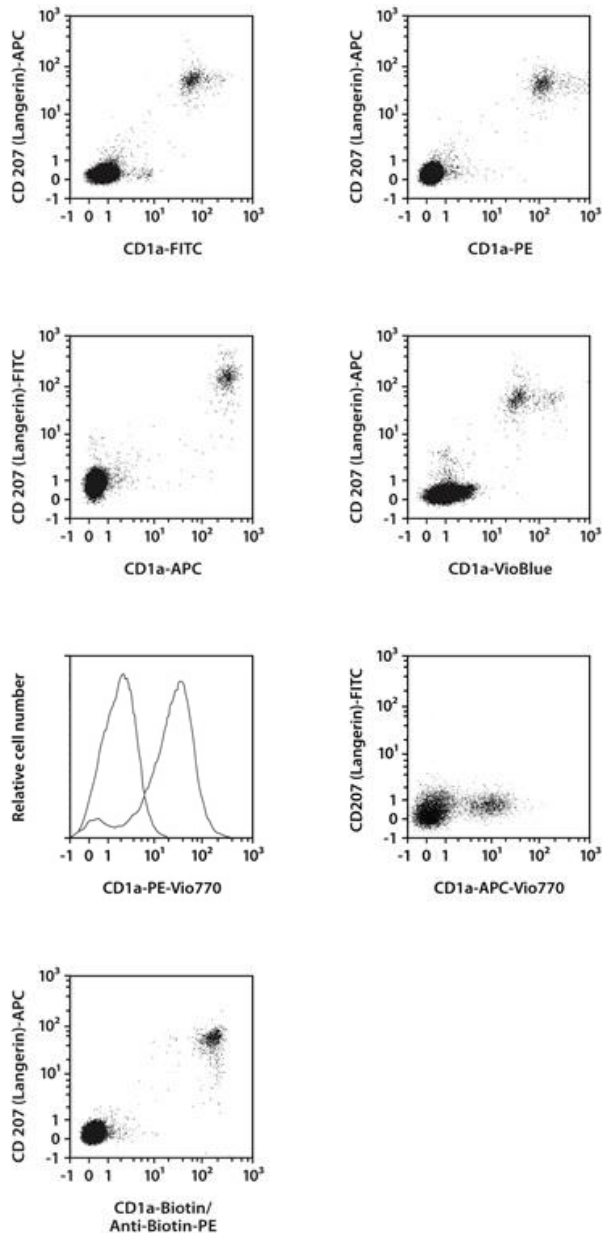 10³
10²
10¹
1
0
-1
CD 207 (Langerin)-APC
-1 0 1 10¹ 10² 10³
CD1a-FITC
10³
10²
10¹
1
0
-1
CD 207 (Langerin)-APC
-1 0 1 10¹ 10² 10³
CD1a-PE
10³
10²
10¹
1
0
-1
CD 207 (Langerin)-FITC
-1 0 1 10¹ 10² 10³
CD1a-APC
10³
10²
10¹
1
0
-1
CD 207 (Langerin)-APC
-1 0 1 10¹ 10² 10³
CD1a-VioBlue
Relative cell number
-1 0 1 10¹ 10² 10³
CD1a-PE-Vio770
10³
10²
10¹
1
0
-1
CD207 (Langerin)-FITC
-1 0 1 10¹ 10² 10³
CD1a-APC-Vio770
10³
10²
10¹
1
0
-1
CD 207 (Langerin)-APC
-1 0 1 10¹ 10² 10³
CD1a-Biotin/
Anti-Biotin-PE